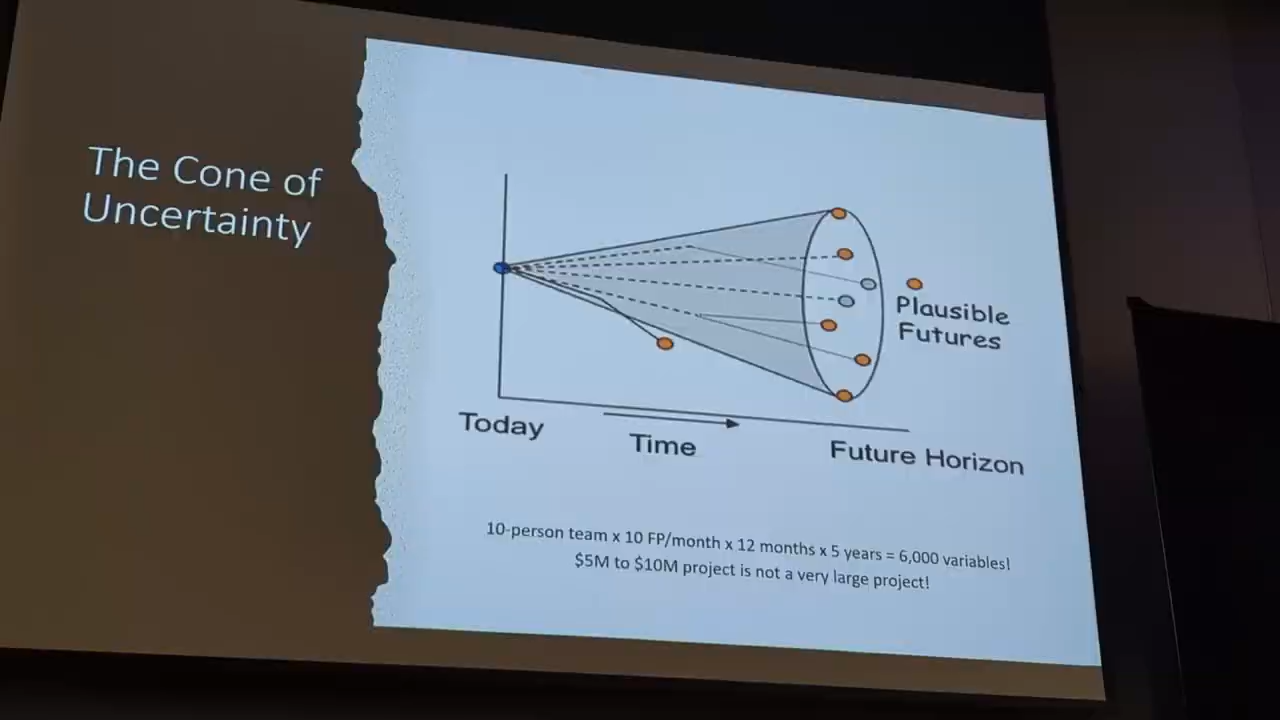 The Cone of
Uncertainty
Plausible
Futures
Today
Time
Future Horizon
10-person team x 10 FP/month x 12 months x 5 years = 6,000 variables!
$5M to $10M project is not a very large project!